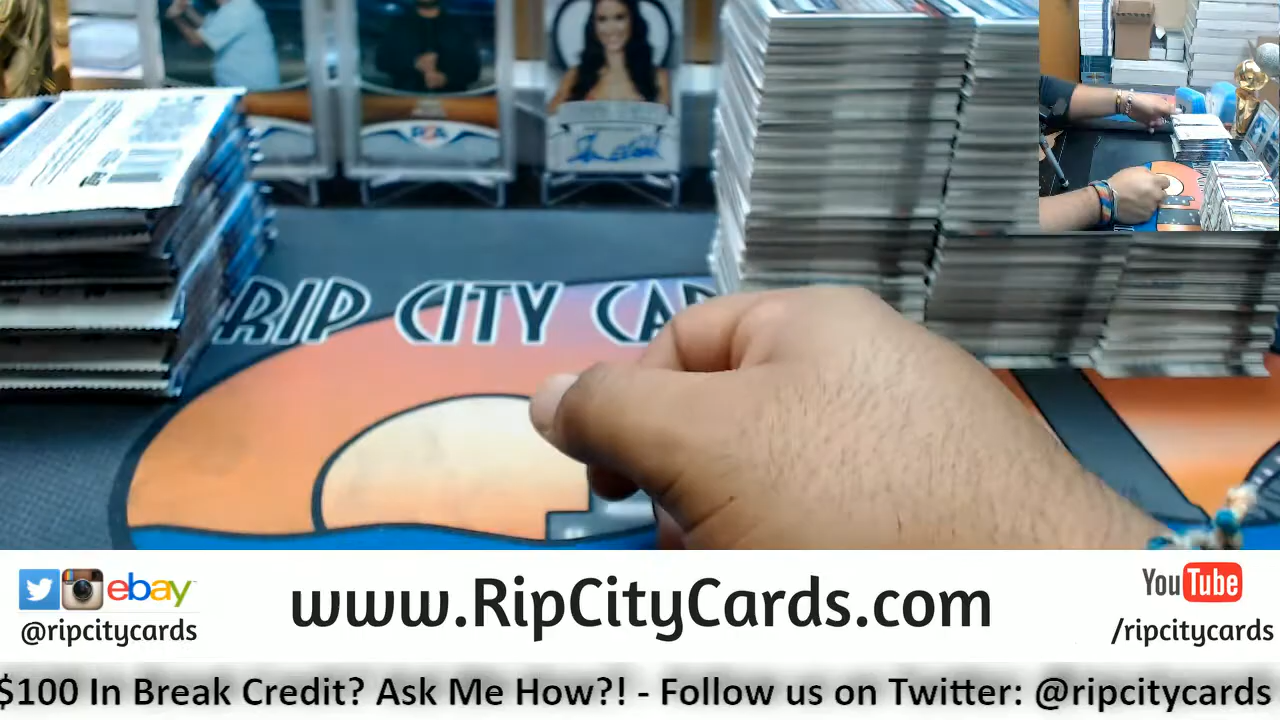 RIP CITY CA
ebay
@ripcitycards
www.RipCityCards.com
YouTube
/ripcitycards
$100 In Break Credit? Ask Me How?! - Follow us on Twitter: @ripcitycards